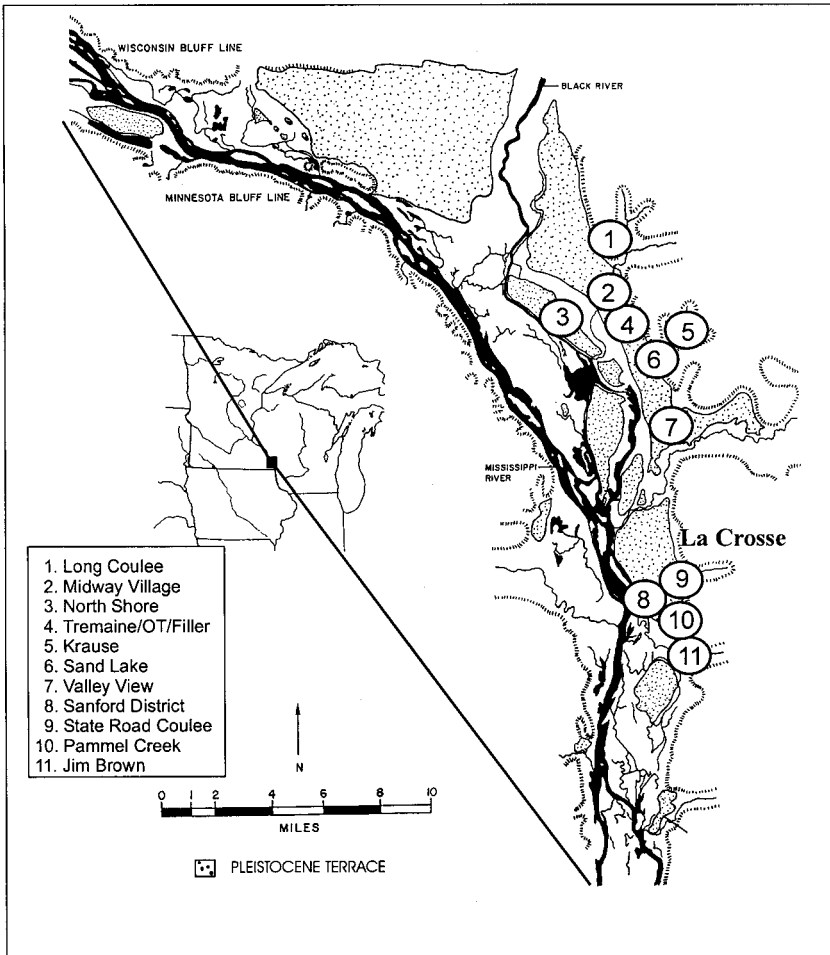 WISCONSIN BLUFF LINE
BLACK RIVER
MINNESOTA BLUFF LINE
1
2
3
4
5
6
7
MISSISSIPPI
RIVER
La Crosse
9
8
10
11
1. Long Coulee
2. Midway Village
3. North Shore
4. Tremaine/OT/Filler
5. Krause
6. Sand Lake
7. Valley View
8. Sanford District
9. State Road Coulee
10. Pammel Creek
11. Jim Brown
N
0 1 2 4 6 8 10
MILES
PLEISTOCENE TERRACE